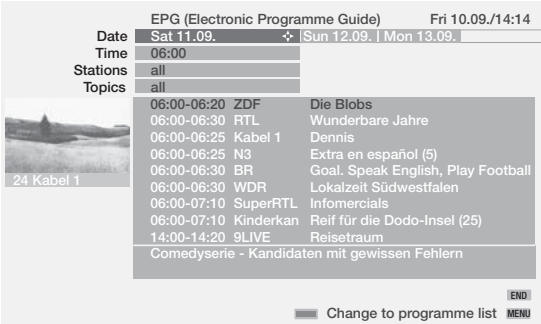 EPG (Electronic Programme Guide) Fri 10.09./14:14
Date Sat 11.09. Sun 12.09. | Mon 13.09.
Time 06:00
Stations all
Topics all
06:00-06:20 ZDF Die Blobs
06:00-06:30 RTL Wunderbare Jahre
06:00-06:25 Kabel 1 Dennis
06:00-06:25 N3 Extra en español (5)
06:00-06:30 BR Goal. Speak English, Play Football
06:00-06:30 WDR Lokalzeit Südwestfalen
06:00-07:10 SuperRTL Infomercials
06:00-07:10 Kinderkan Reif für die Dodo-Insel (25)
14:00-14:20 9LIVE Reisetraum
24 Kabel 1
Comedyserie - Kandidaten mit gewissen Fehlern
END
Change to programme list MENU